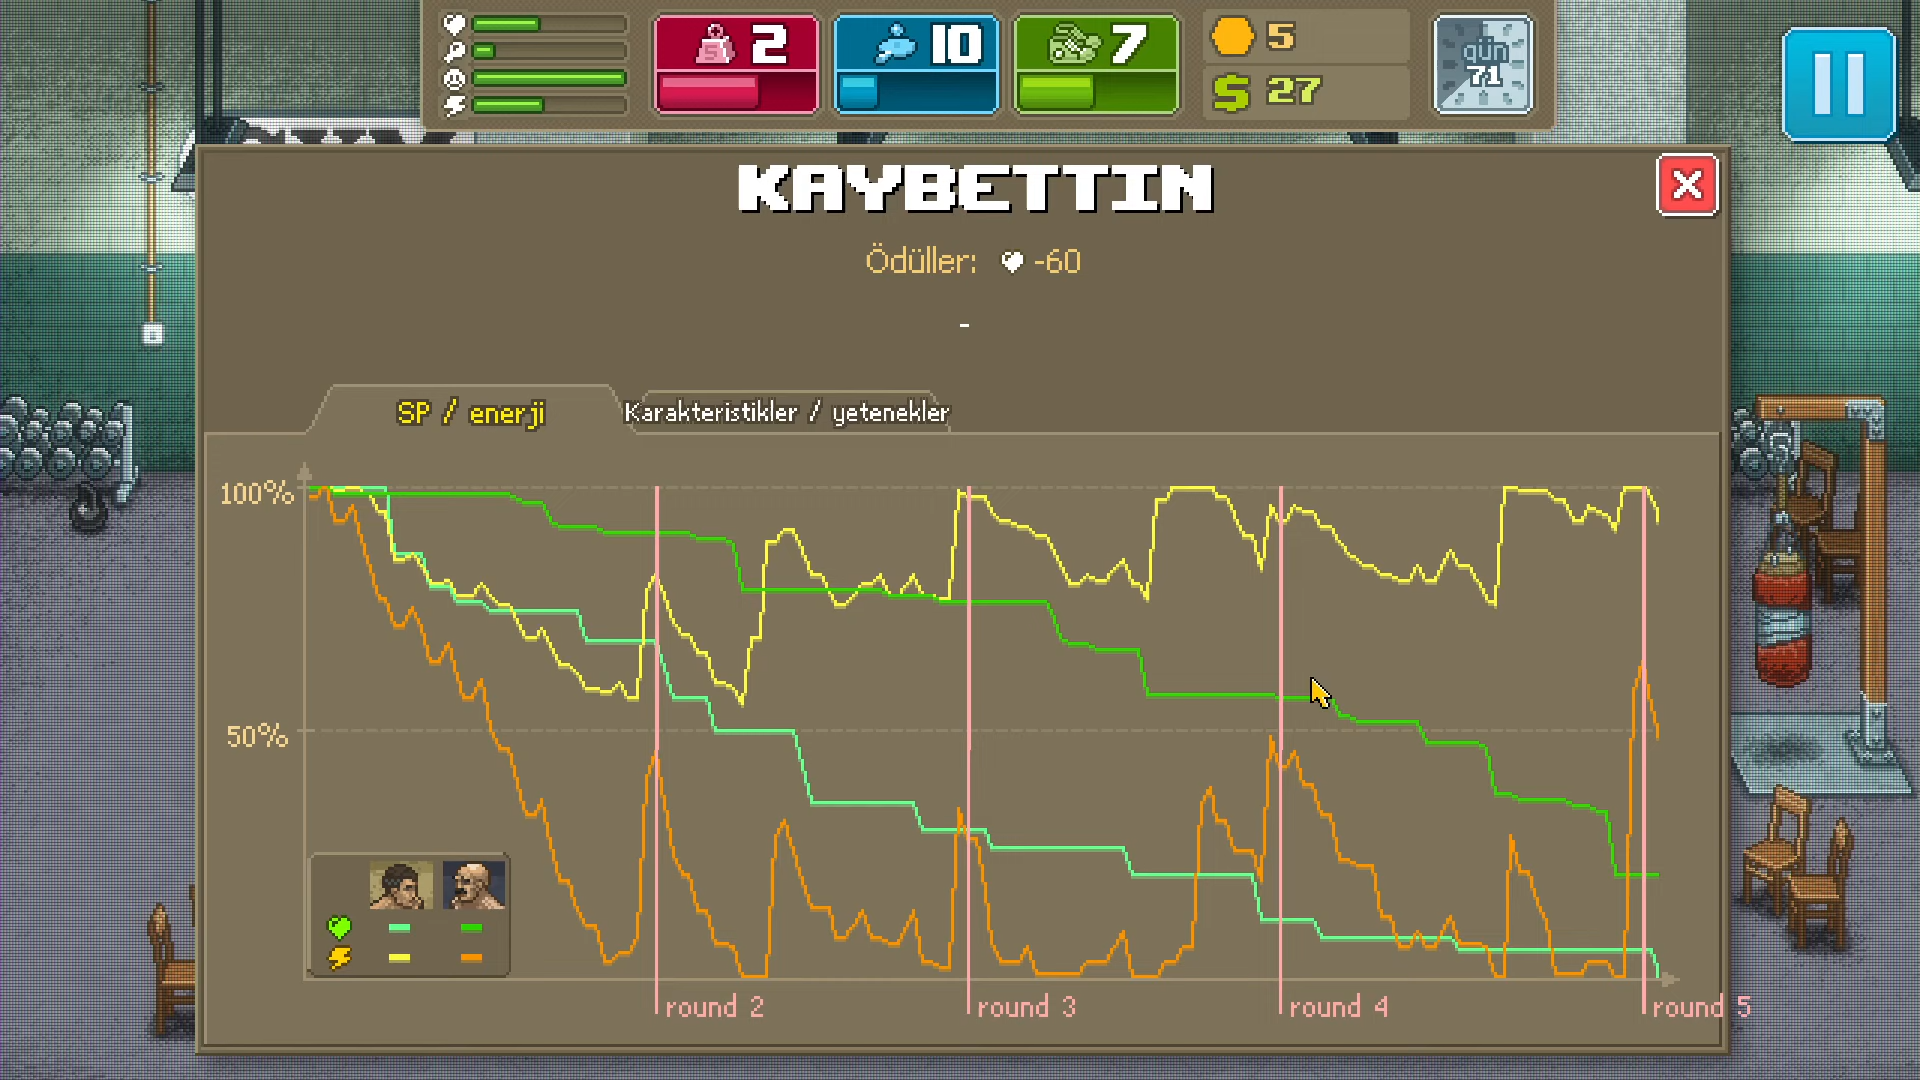 2
10
7
5
27
gün
71
KAYBETTIN
Ödüller: -60
-
SP / enerji
Karakteristikler / yetenekler
100%
50%
round 2
round 3
round 4
round 5